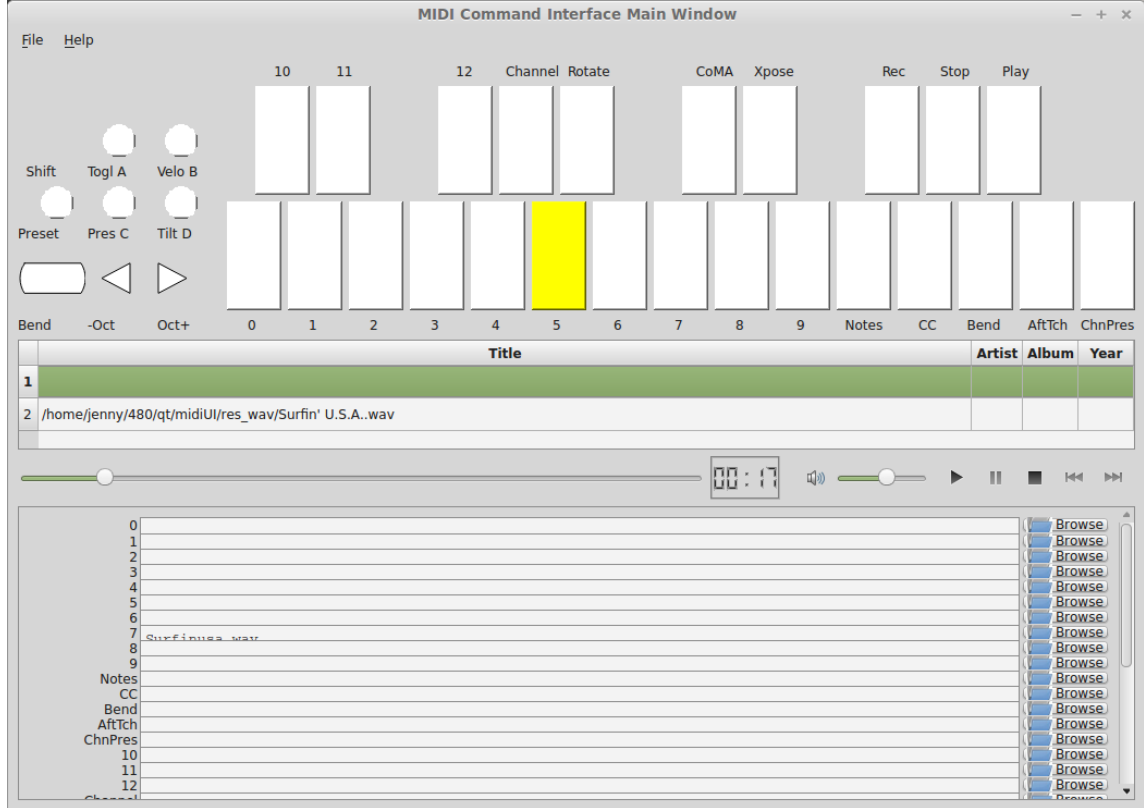 MIDI Command Interface Main Window
File Help
10 11 12 Channel Rotate CoMA Xpose Rec Stop Play
Shift Togl A Velo B
Preset Pres C Tilt D
Bend -Oct Oct+ 0 1 2 3 4 5 6 7 8 9 Notes CC Bend AftTch ChnPres
Title Artist Album Year
1
2 /home/jenny/480/qt/midiUI/res_wav/Surfin' U.S.A..wav
00:17
0 Browse
1 Browse
2 Browse
3 Browse
4 Browse
5 Browse
6 Browse
7 Surfinusa.wav Browse
8 Browse
9 Browse
Notes Browse
CC Browse
Bend Browse
AftTch Browse
ChnPres Browse
10 Browse
11 Browse
12 Browse
Channel Browse